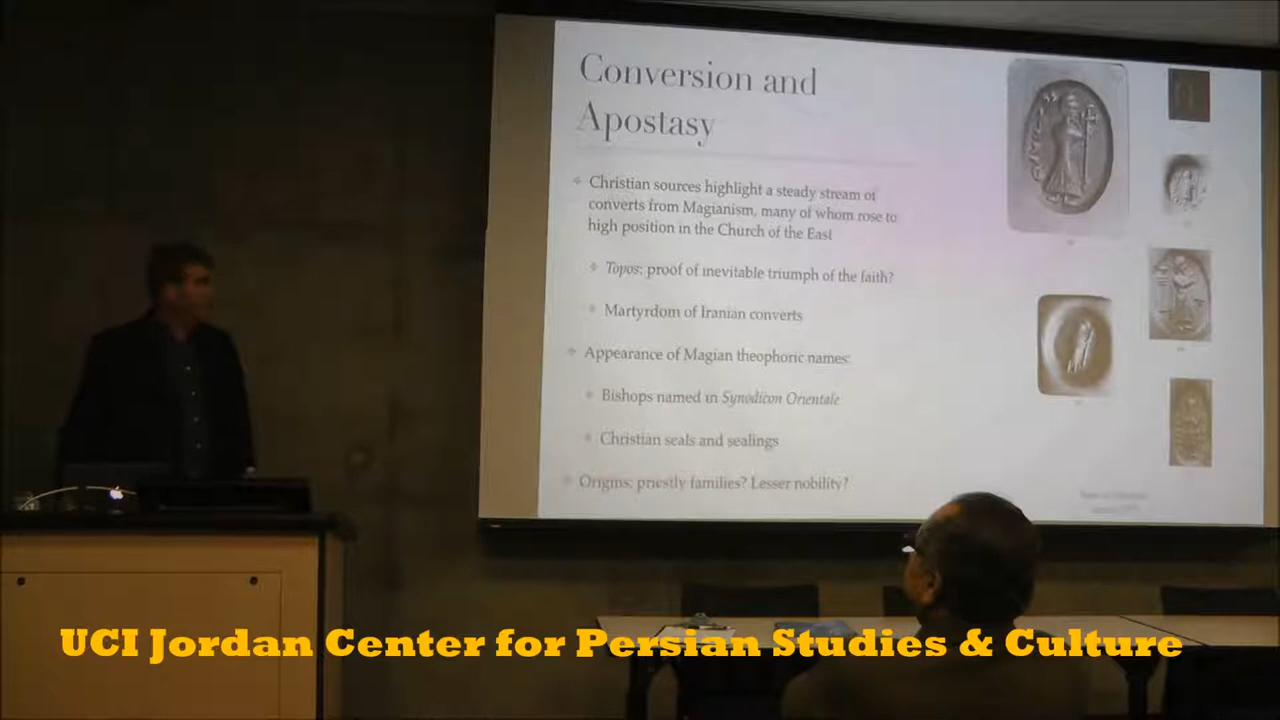 Conversion and
Apostasy
Christian sources highlight a steady stream of
converts from Magianism, many of whom rose to
high position in the Church of the East
Topos: proof of inevitable triumph of the faith?
Martyrdom of Iranian converts
Appearance of Magian theophoric names:
Bishops named in Synodicon Orientale
Christian seals and sealings
Origins: priestly families? Lesser nobility?
UCI Jordan Center for Persian Studies & Culture